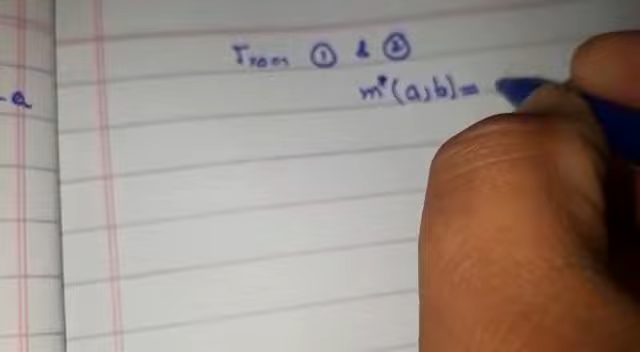 From ① & ②
m*(a,b) =
-a